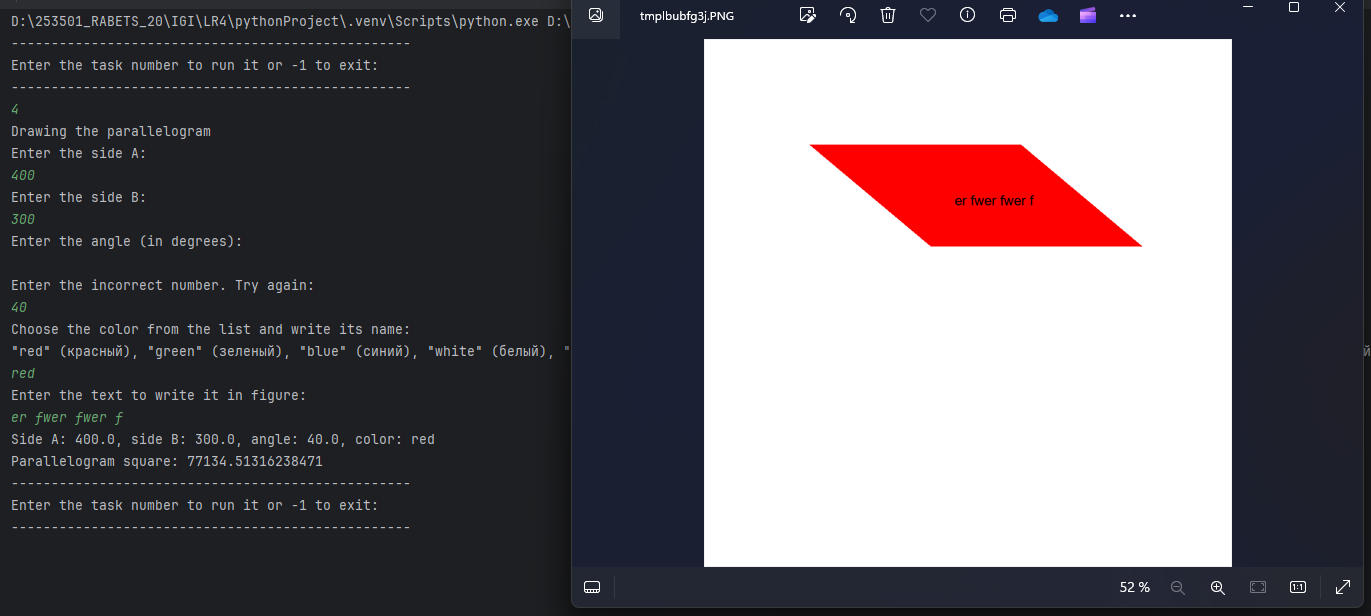 D:\253501_RABETS_20\IGI\LR4\pythonProject\.venv\Scripts\python.exe D:\
--------------------------------------------------
Enter the task number to run it or -1 to exit:
--------------------------------------------------
4
Drawing the parallelogram
Enter the side A:
400
Enter the side B:
300
Enter the angle (in degrees):
Enter the incorrect number. Try again:
40
Choose the color from the list and write its name:
"red" (красный), "green" (зеленый), "blue" (синий), "white" (белый), "
red
Enter the text to write it in figure:
er fwer fwer f
Side A: 400.0, side B: 300.0, angle: 40.0, color: red
Parallelogram square: 77134.51316238471
--------------------------------------------------
Enter the task number to run it or -1 to exit:
--------------------------------------------------
tmplbubfg3j.PNG
er fwer fwer f
52 %
1:1